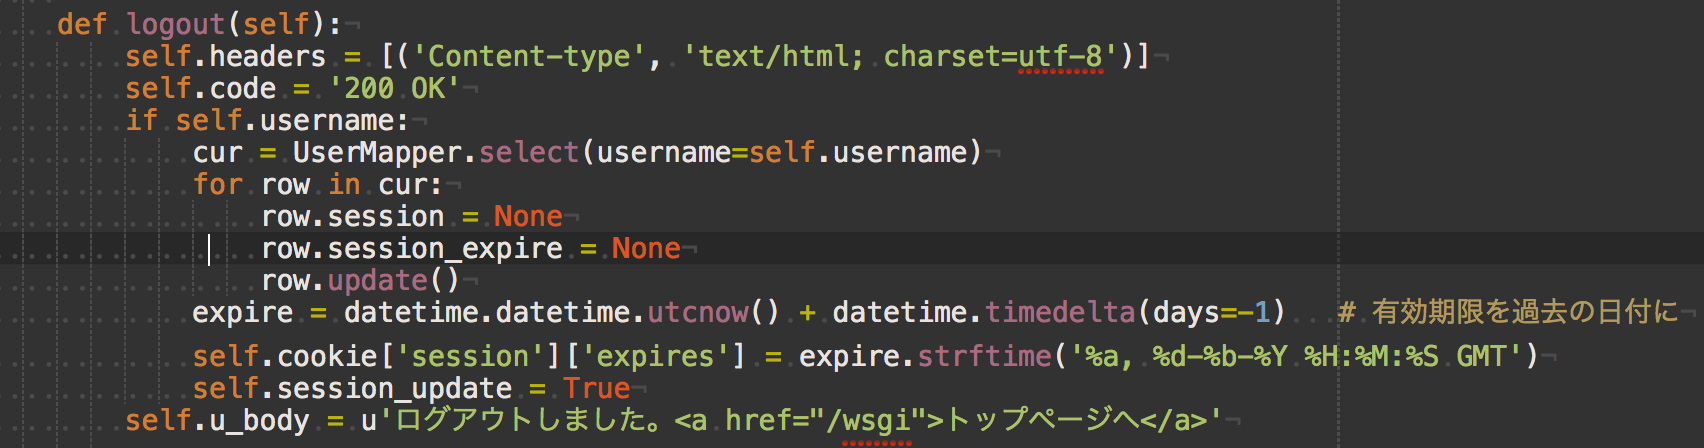 def logout(self):
    self.headers = [('Content-type', 'text/html; charset=utf-8')]
    self.code = '200 OK'
    if self.username:
        cur = UserMapper.select(username=self.username)
        for row in cur:
            row.session = None
            row.session_expire = None
            row.update()
        expire = datetime.datetime.utcnow() + datetime.timedelta(days=-1)   # 有効期限を過去の日付に
        self.cookie['session']['expires'] = expire.strftime('%a, %d-%b-%Y %H:%M:%S GMT')
        self.session_update = True
    self.u_body = u'ログアウトしました。<a href="/wsgi">トップページへ</a>'